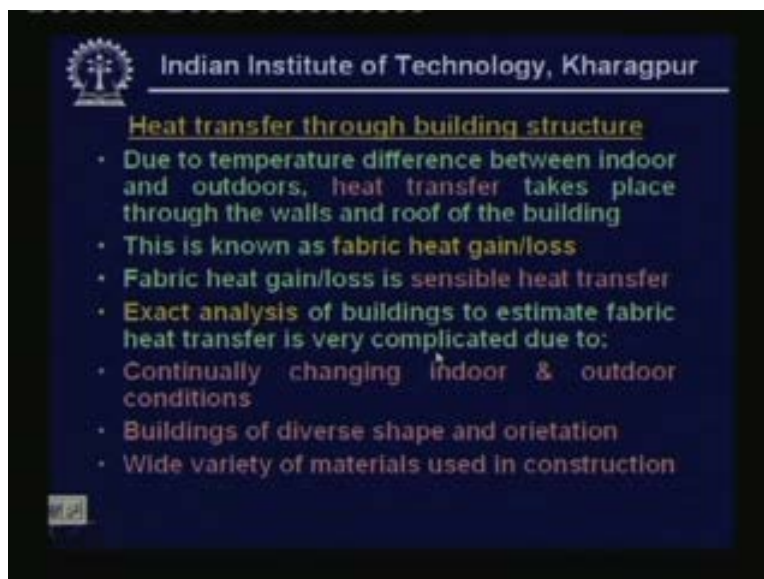 Indian Institute of Technology, Kharagpur
Heat transfer through building structure
• Due to temperature difference between indoor
and outdoors, heat transfer takes place
through the walls and roof of the building
• This is known as fabric heat gain/loss
• Fabric heat gain/loss is sensible heat transfer
• Exact analysis of buildings to estimate fabric
heat transfer is very complicated due to:
• Continually changing indoor & outdoor
conditions
• Buildings of diverse shape and orietation
• Wide variety of materials used in construction